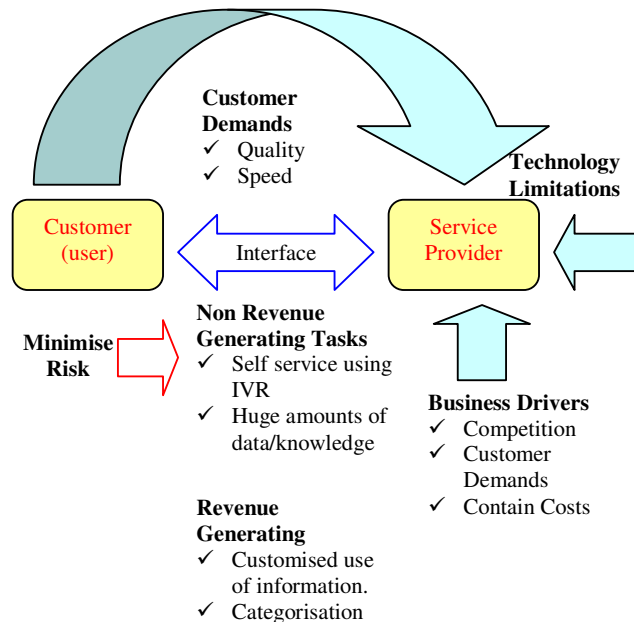 Customer
Demands
✓ Quality
✓ Speed
Technology
Limitations
Customer
(user)
Interface
Service
Provider
Minimise
Risk
Non Revenue
Generating Tasks
✓ Self service using
IVR
✓ Huge amounts of
data/knowledge
Business Drivers
✓ Competition
✓ Customer
Demands
✓ Contain Costs
Revenue
Generating
✓ Customised use
of information.
✓ Categorisation